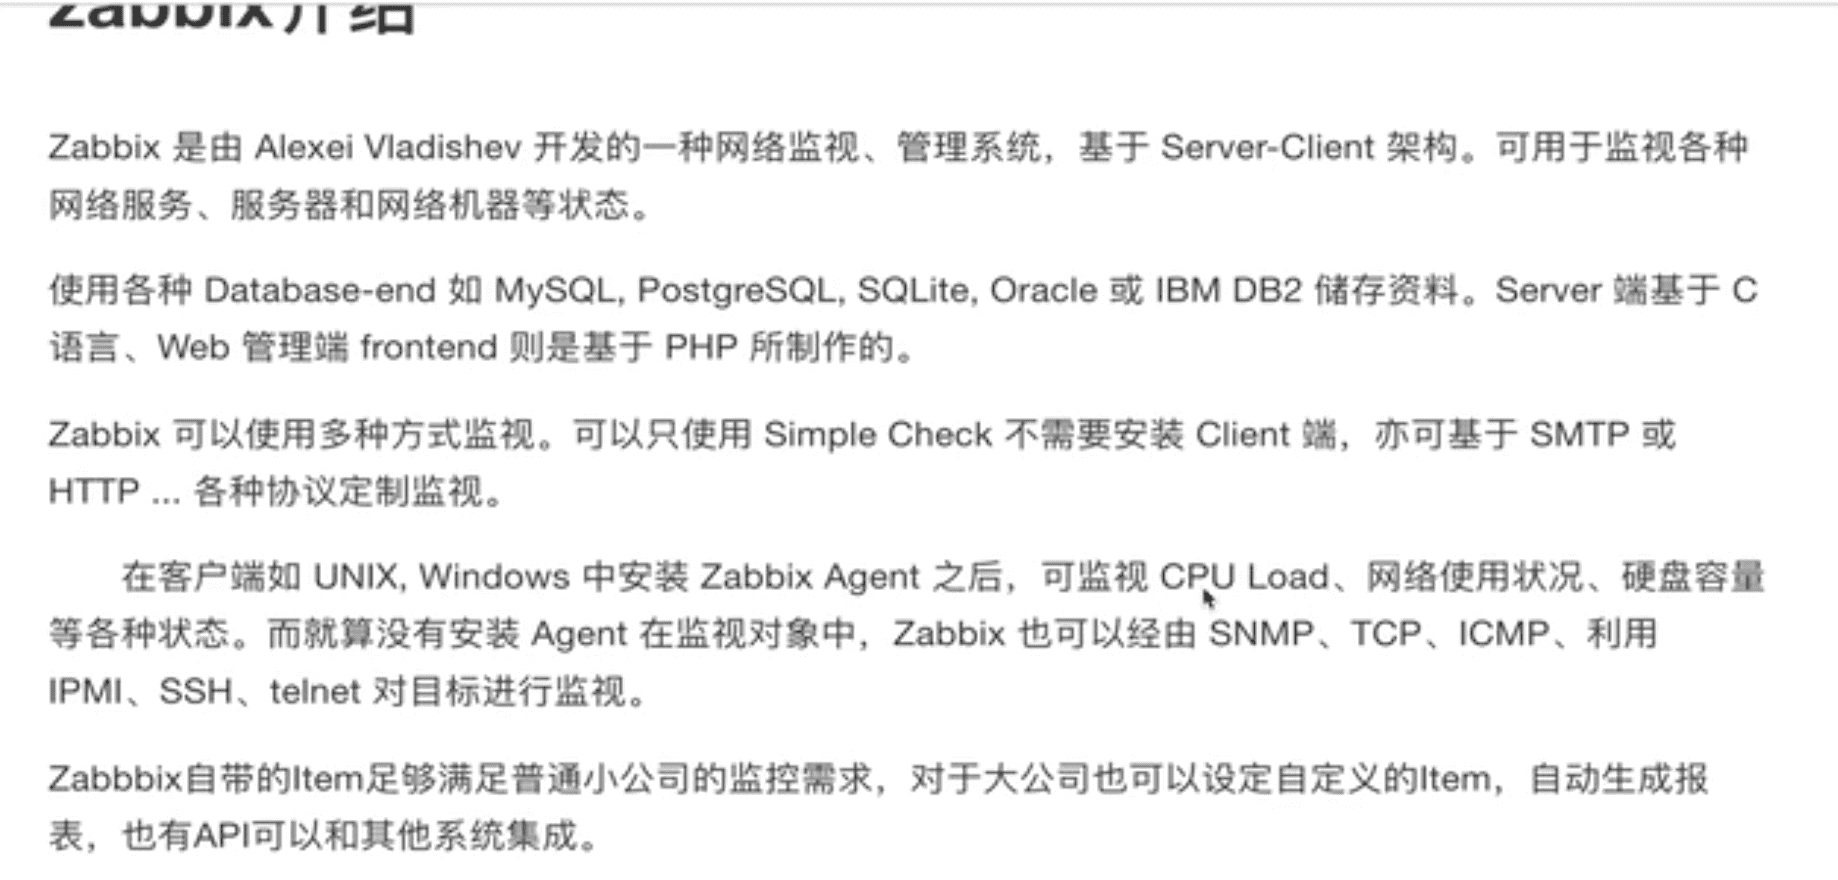 Zabbix介绍
Zabbix 是由 Alexei Vladishev 开发的一种网络监视、管理系统，基于 Server-Client 架构。可用于监视各种
网络服务、服务器和网络机器等状态。
使用各种 Database-end 如 MySQL, PostgreSQL, SQLite, Oracle 或 IBM DB2 储存资料。Server 端基于 C
语言、Web 管理端 frontend 则是基于 PHP 所制作的。
Zabbix 可以使用多种方式监视。可以只使用 Simple Check 不需要安装 Client 端，亦可基于 SMTP 或
HTTP ... 各种协议定制监视。
在客户端如 UNIX, Windows 中安装 Zabbix Agent 之后，可监视 CPU Load、网络使用状况、硬盘容量
等各种状态。而就算没有安装 Agent 在监视对象中，Zabbix 也可以经由 SNMP、TCP、ICMP、利用
IPMI、SSH、telnet 对目标进行监视。
Zabbbix自带的Item足够满足普通小公司的监控需求，对于大公司也可以设定自定义的Item，自动生成报
表，也有API可以和其他系统集成。